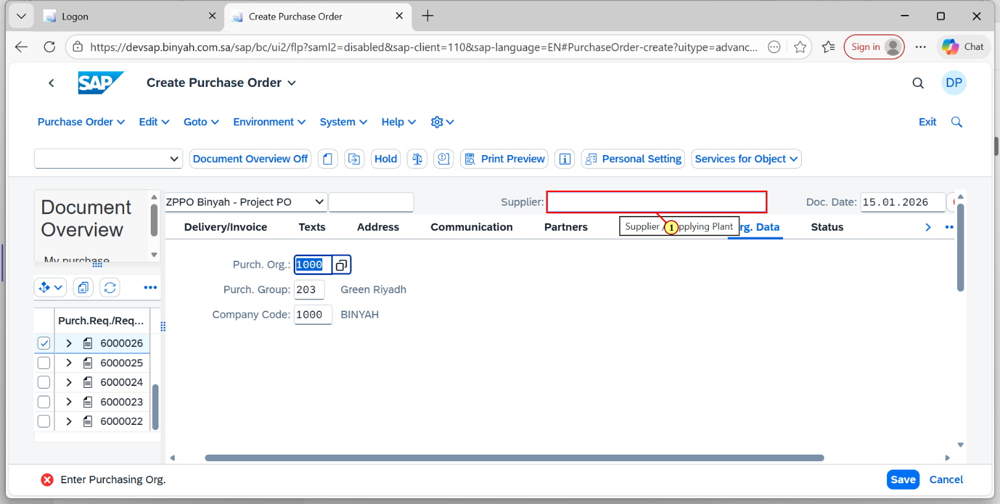 Logon
Create Purchase Order
https://devsap.binyah.com.sa/sap/bc/ui2/flp?saml2=disabled&sap-client=110&sap-language=EN#PurchaseOrder-create?uitype=advanc...
Sign in
Chat
SAP
Create Purchase Order
DP
Purchase Order
Edit
Goto
Environment
System
Help
Exit
Document Overview Off
Hold
Print Preview
Personal Setting
Services for Object
Document
Overview
My purchase
ZPPO Binyah - Project PO
Supplier:
Doc. Date: 15.01.2026
Delivery/Invoice
Texts
Address
Communication
Partners
Supplier / 1 pplying Plant
rg. Data
Status
Purch. Org.: 1000
Purch. Group: 203 Green Riyadh
Company Code: 1000 BINYAH
Purch.Req./Req...
6000026
6000025
6000024
6000023
6000022
Enter Purchasing Org.
Save
Cancel